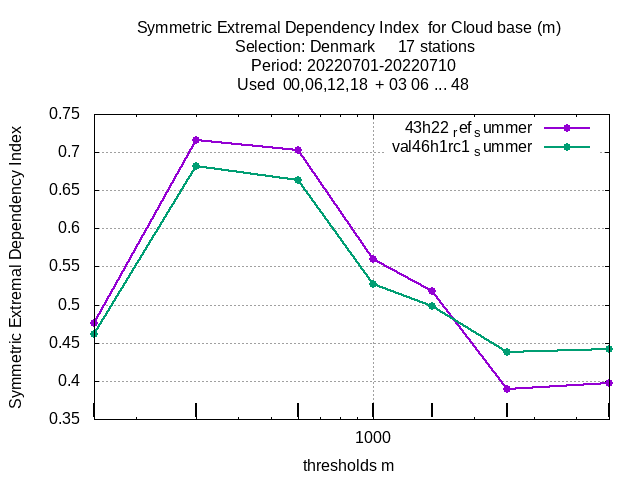 Symmetric Extremal Dependency Index  for Cloud base (m)
Selection: Denmark     17 stations
Period: 20220701-20220710
Used  00,06,12,18  + 03 06 ... 48
43h22 ref summer
val46h1rc1 summer
0.75
0.7
0.65
0.6
0.55
0.5
0.45
0.4
0.35
Symmetric Extremal Dependency Index
1000
thresholds m